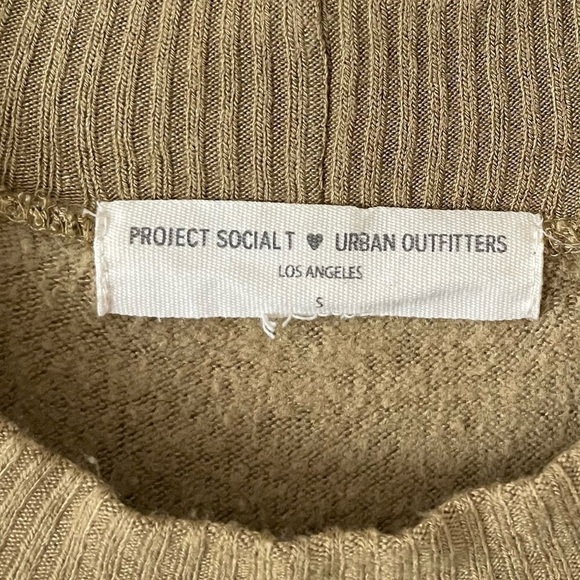 PROJECT SOCIAL T ♥ URBAN OUTFITTERS
LOS ANGELES
S